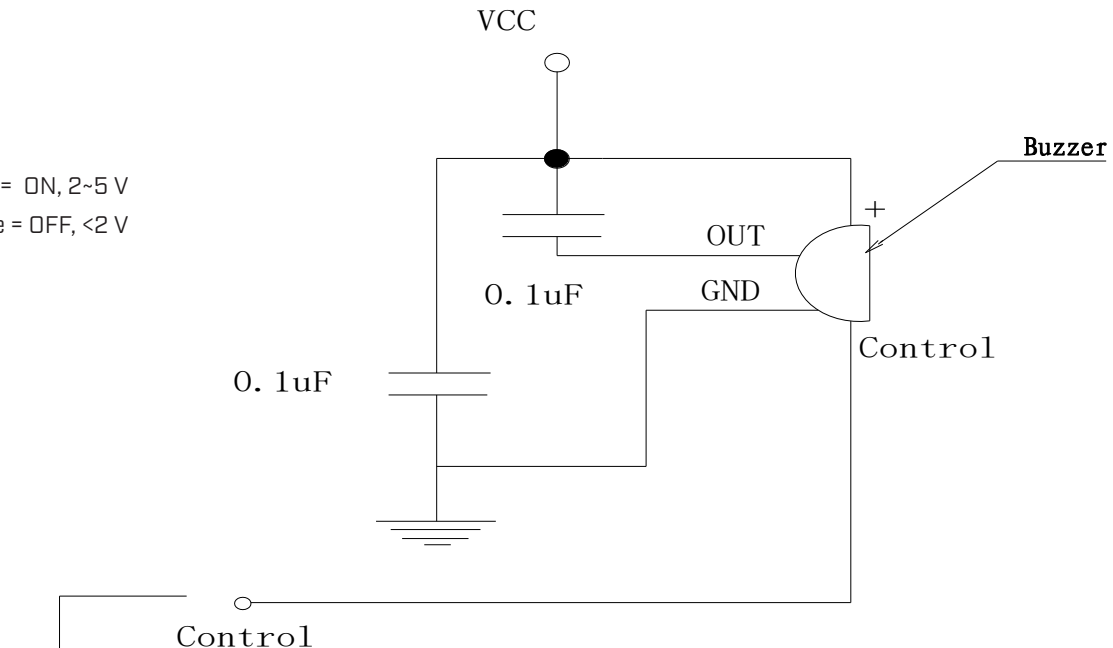 VCC
Buzzer
= ON, 2~5 V
= OFF, <2 V
+
OUT
GND
0.1uF
Control
0.1uF
Control